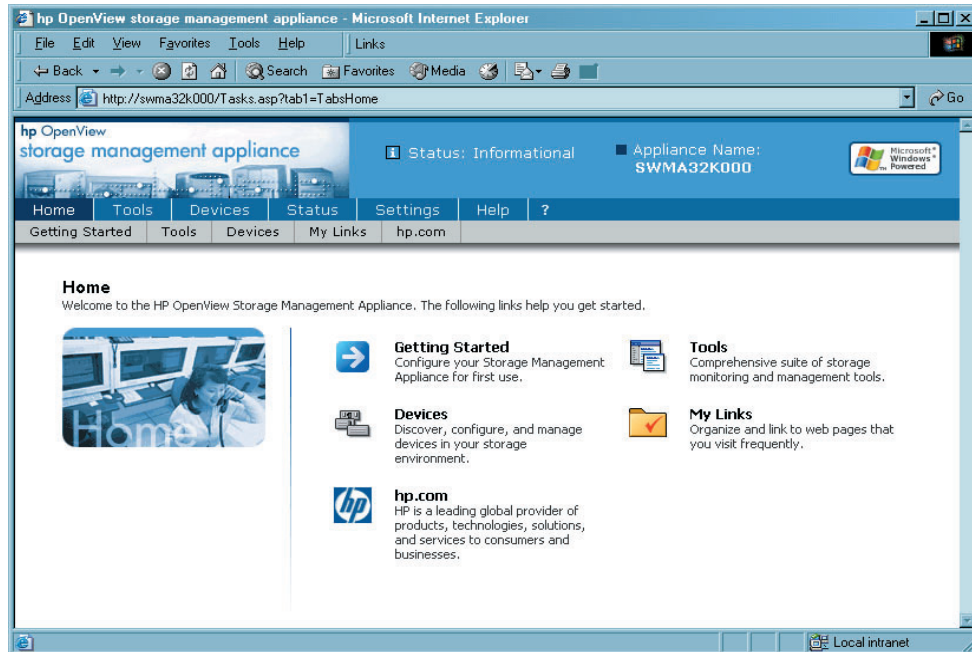 hp OpenView storage management appliance - Microsoft Internet Explorer
File Edit View Favorites Tools Help Links
Back Search Favorites Media
Address http://swma32k000/Tasks.asp?tab1=TabsHome Go
hp OpenView
storage management appliance
Status: Informational
Appliance Name:
SWMA32K000
Microsoft
Windows
Powered
Home Tools Devices Status Settings Help ?
Getting Started Tools Devices My Links hp.com
Home
Welcome to the HP OpenView Storage Management Appliance. The following links help you get started.
Home
Getting Started
Configure your Storage Management
Appliance for first use.
Tools
Comprehensive suite of storage
monitoring and management tools.
Devices
Discover, configure, and manage
devices in your storage
environment.
My Links
Organize and link to web pages that
you visit frequently.
hp
hp.com
HP is a leading global provider of
products, technologies, solutions,
and services to consumers and
businesses.
Local intranet